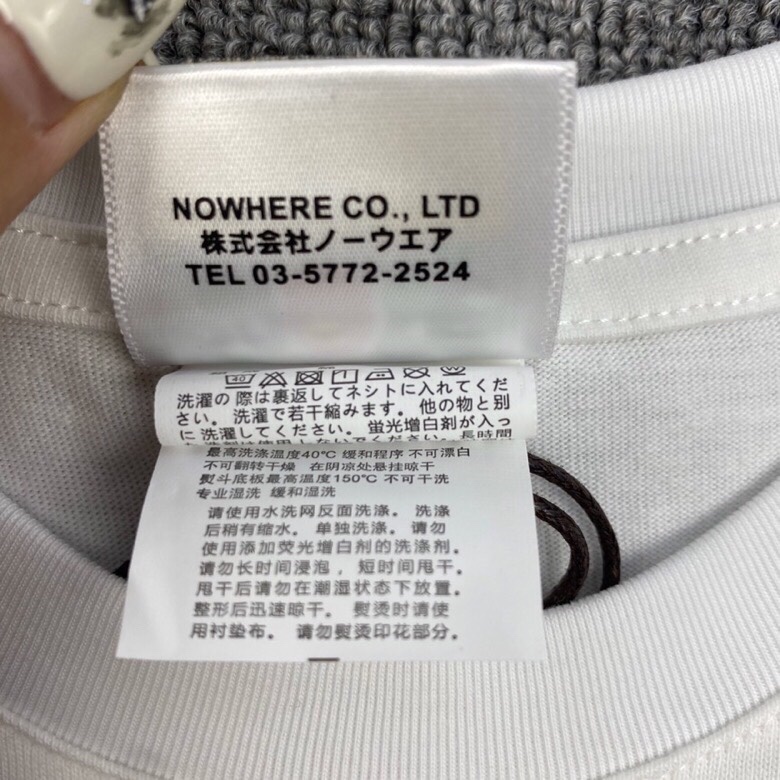 NOWHERE CO., LTD
株式会社ノーウエア
TEL 03-5772-2524
40
洗濯の 際は裏返してネシトに入れてくだ
さい。洗濯で若干縮みます。他の物と別
に洗濯してください。蛍光増白剤が入っ
最高洗涤温度40℃ 缓和程序 不可漂白
不可翻转干燥 在阴凉处悬挂晾干
熨斗底板最高温度150℃ 不可干洗
专业湿洗 缓和湿洗
请使用水洗网反面洗涤。洗涤
后稍有缩水。单独洗涤。请勿
使用添加荧光增白剂的洗涤剂。
请勿长时间浸泡，短时间甩干。
甩干后请勿在潮湿状态下放置。
整形后迅速晾干。熨烫时请使
用衬垫布。请勿熨烫印花部分。